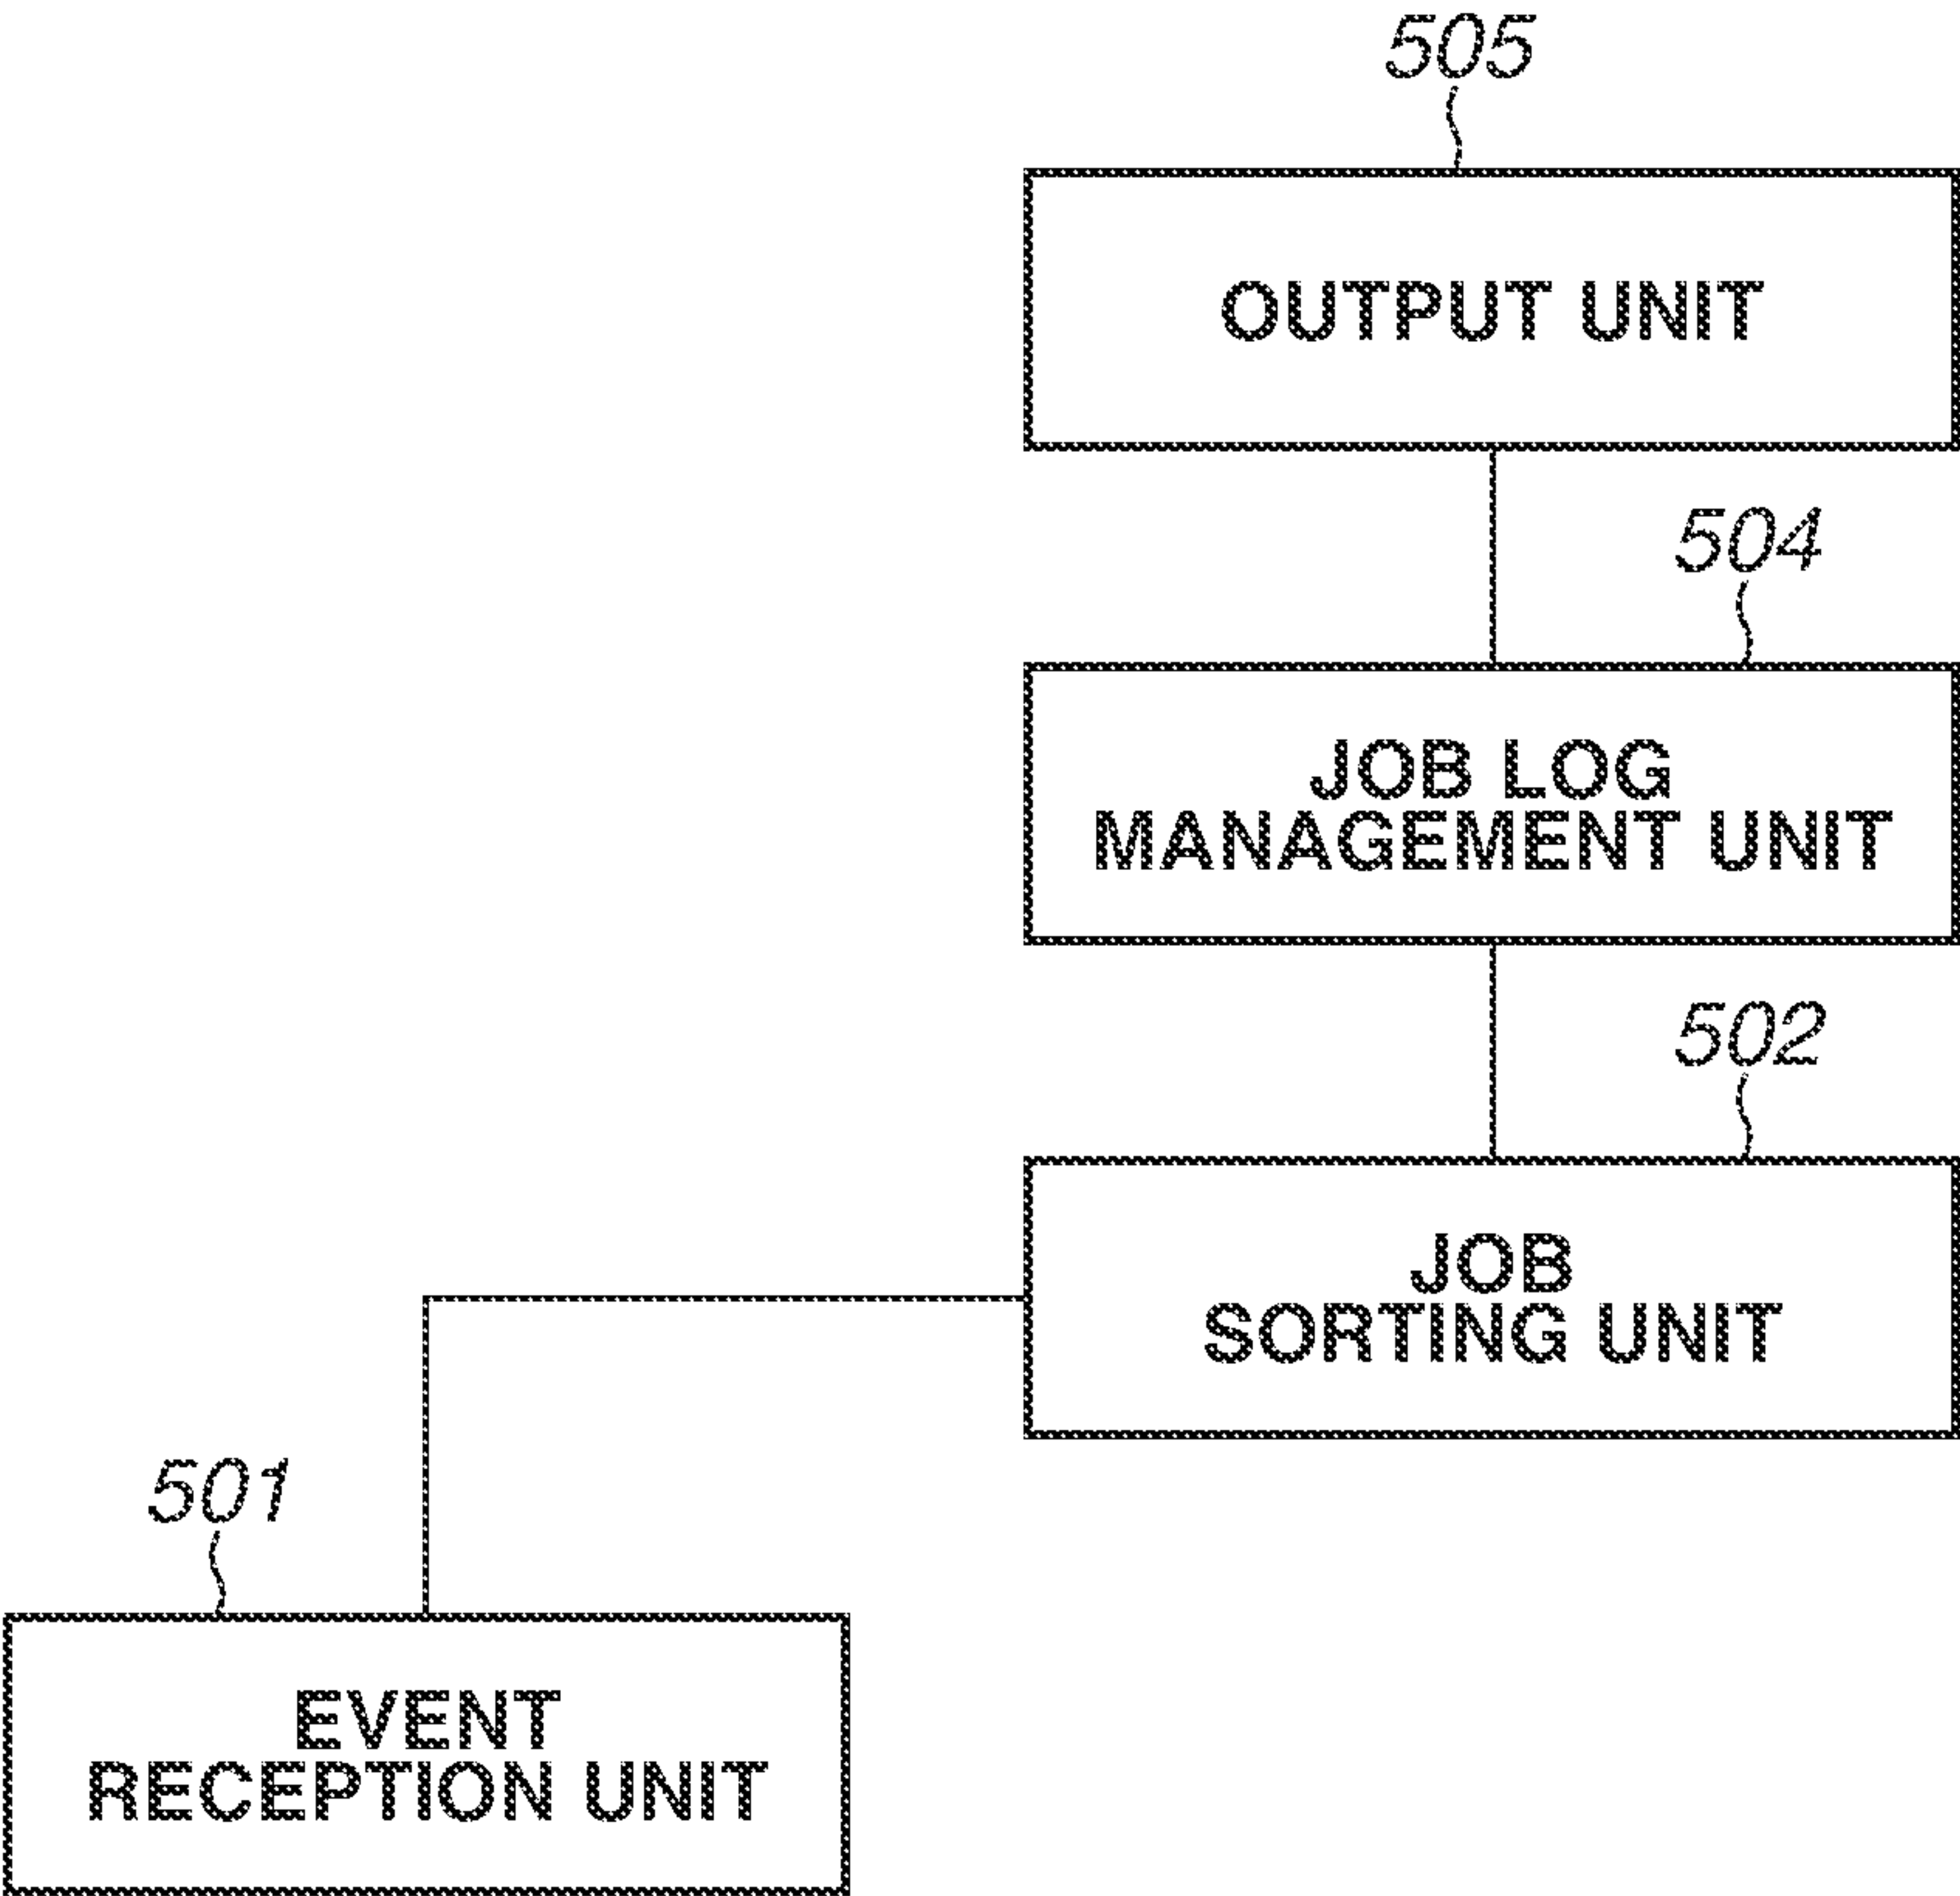 505
OUTPUT UNIT
504
JOB LOG
MANAGEMENT UNIT
502
JOB
SORTING UNIT
501
EVENT
RECEPTION UNIT